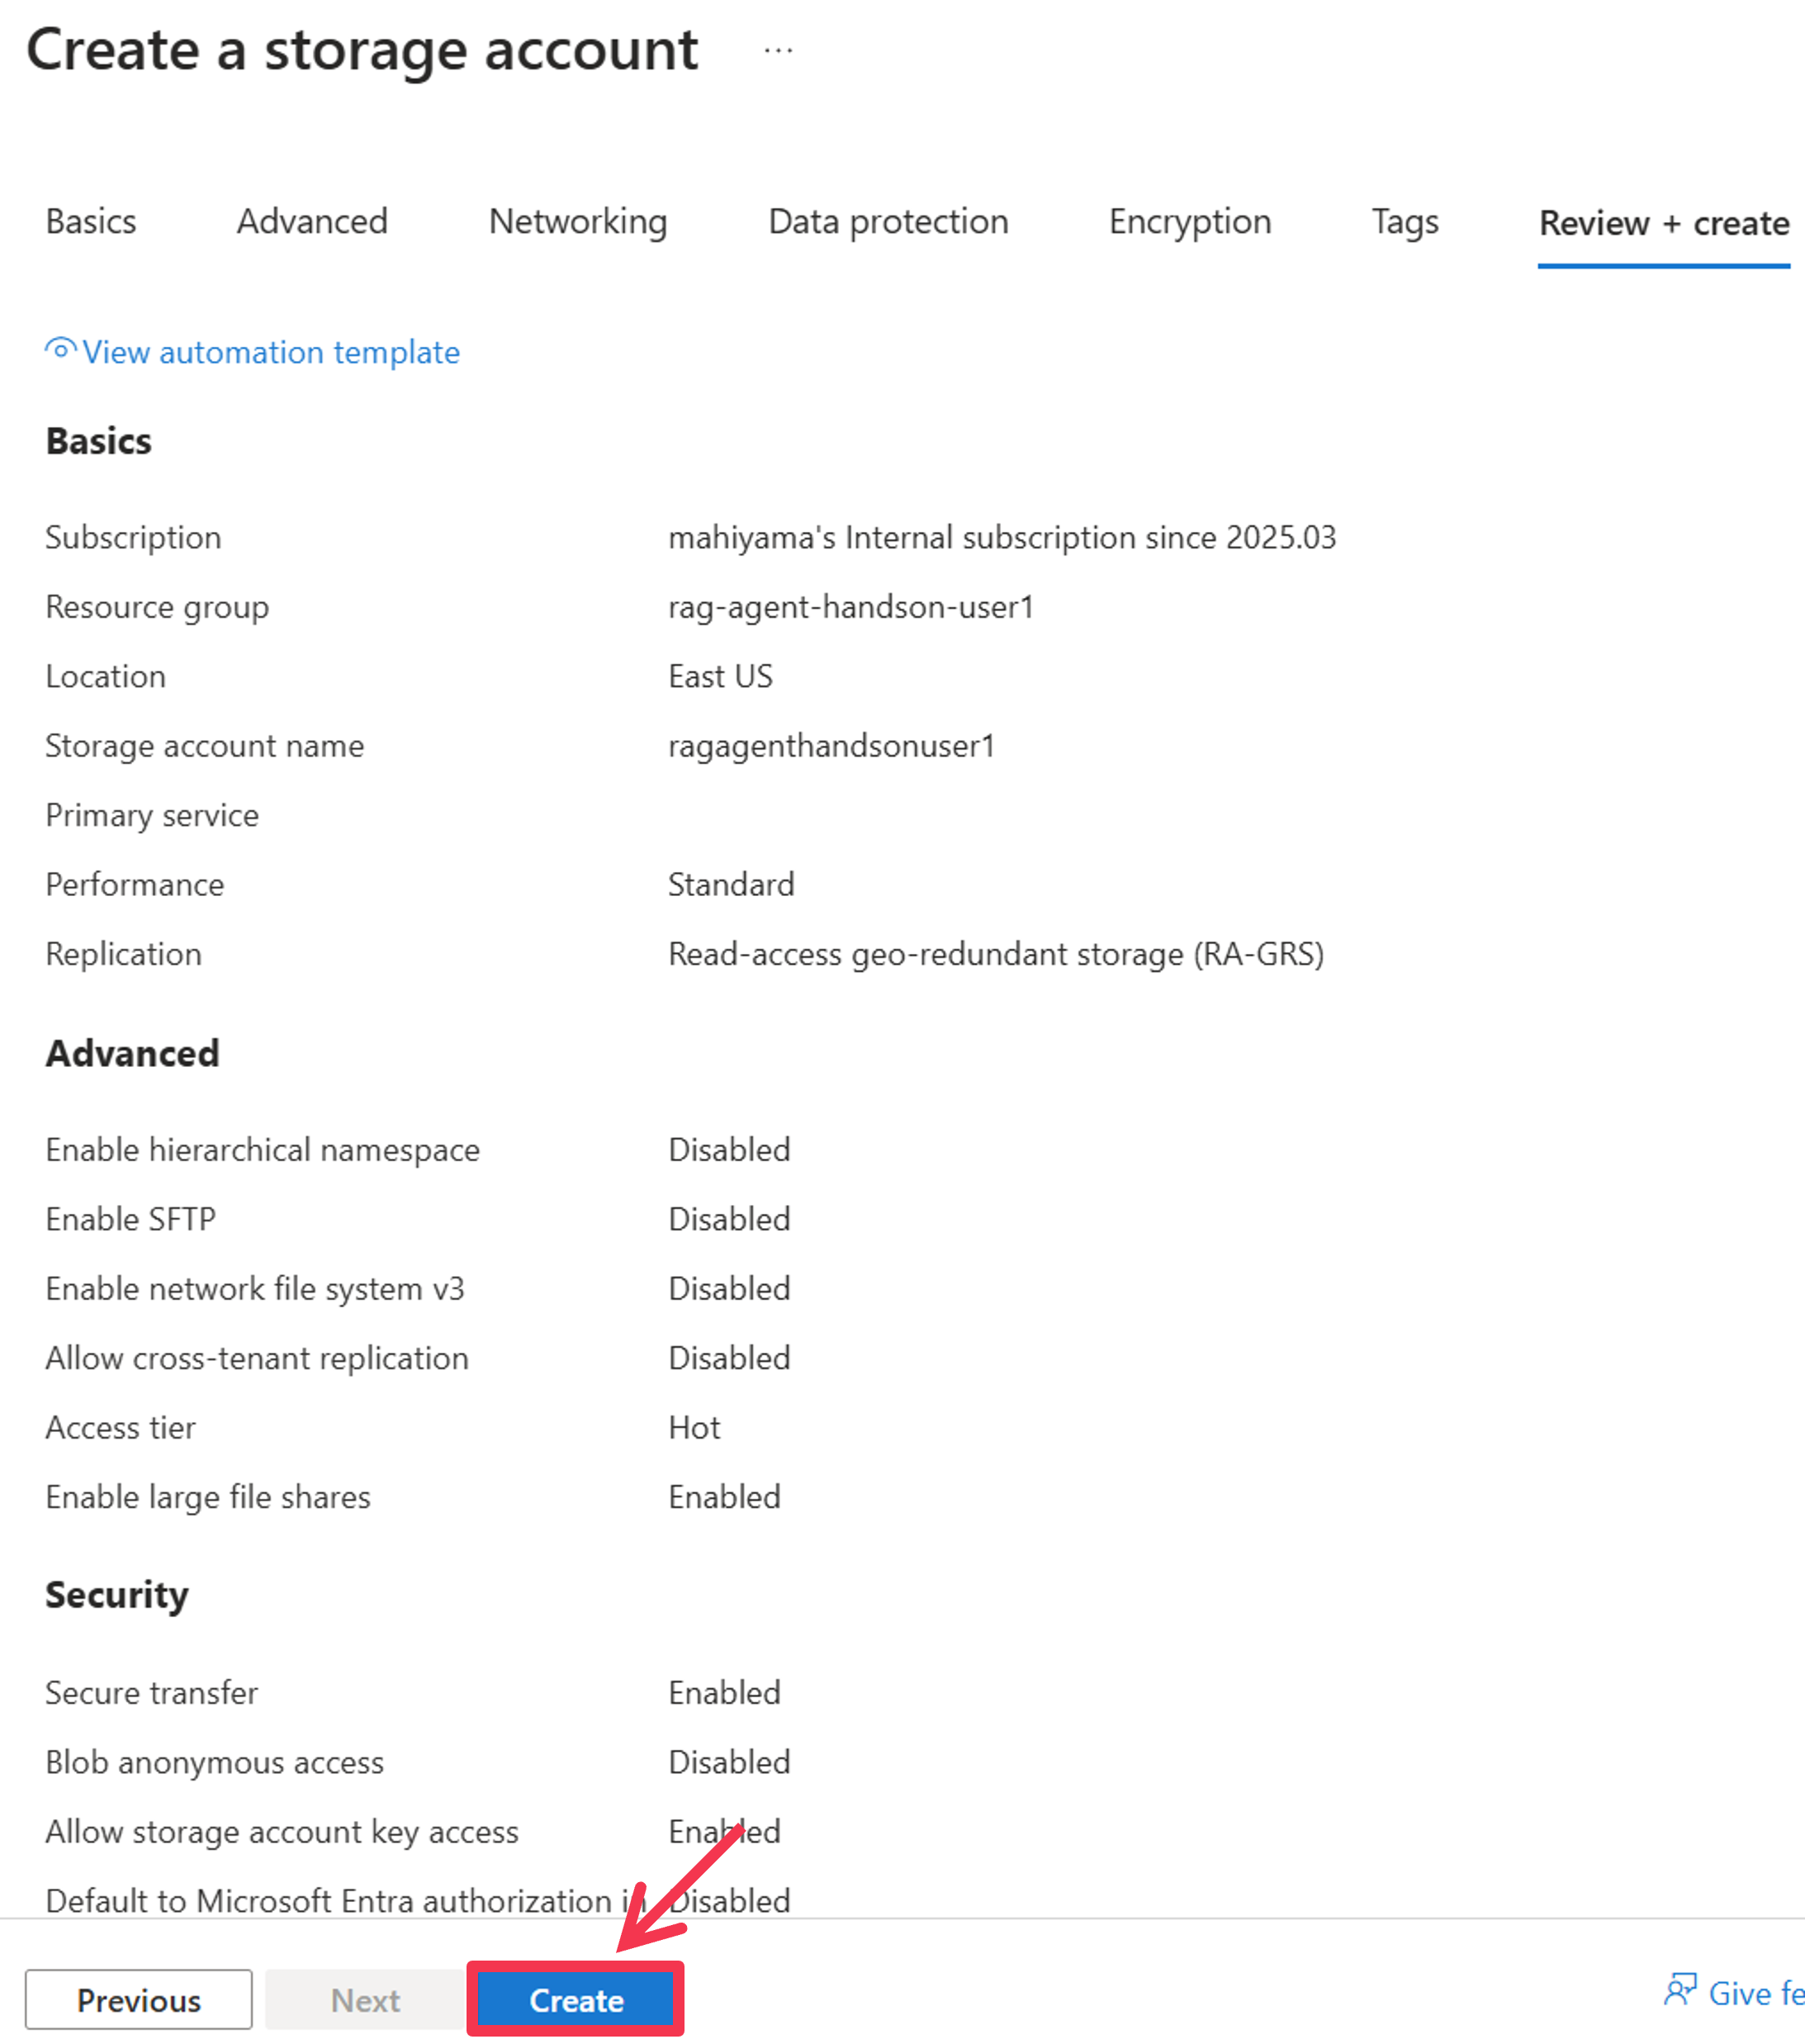 Create a storage account ...
Basics Advanced Networking Data protection Encryption Tags Review + create
View automation template
Basics
Subscription mahiyama's Internal subscription since 2025.03
Resource group rag-agent-handson-user1
Location East US
Storage account name ragagenthandsonuser1
Primary service
Performance Standard
Replication Read-access geo-redundant storage (RA-GRS)
Advanced
Enable hierarchical namespace Disabled
Enable SFTP Disabled
Enable network file system v3 Disabled
Allow cross-tenant replication Disabled
Access tier Hot
Enable large file shares Enabled
Security
Secure transfer Enabled
Blob anonymous access Disabled
Allow storage account key access Enabled
Default to Microsoft Entra authorization in Disabled
Previous Next Create Give fe